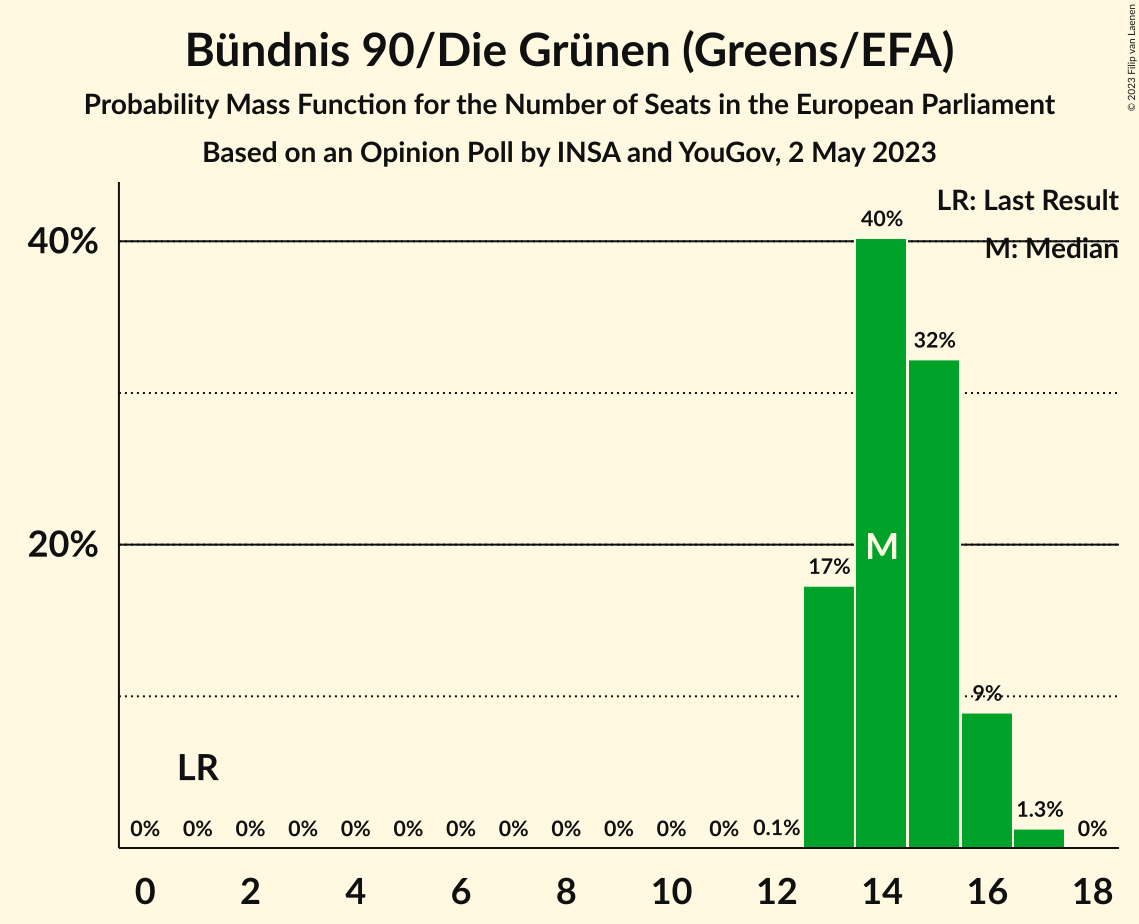 Bündnis 90/Die Grünen (Greens/EFA)
Probability Mass Function for the Number of Seats in the European Parliament
Based on an Opinion Poll by INSA and YouGov, 2 May 2023
© 2023 Filip van Laenen
LR: Last Result
M: Median
40%
20%
40%
32%
17%
M
9%
LR
1.3%
0% 0% 0% 0% 0% 0% 0% 0% 0% 0% 0% 0% 0.1% 0%
0 2 4 6 8 10 12 14 16 18